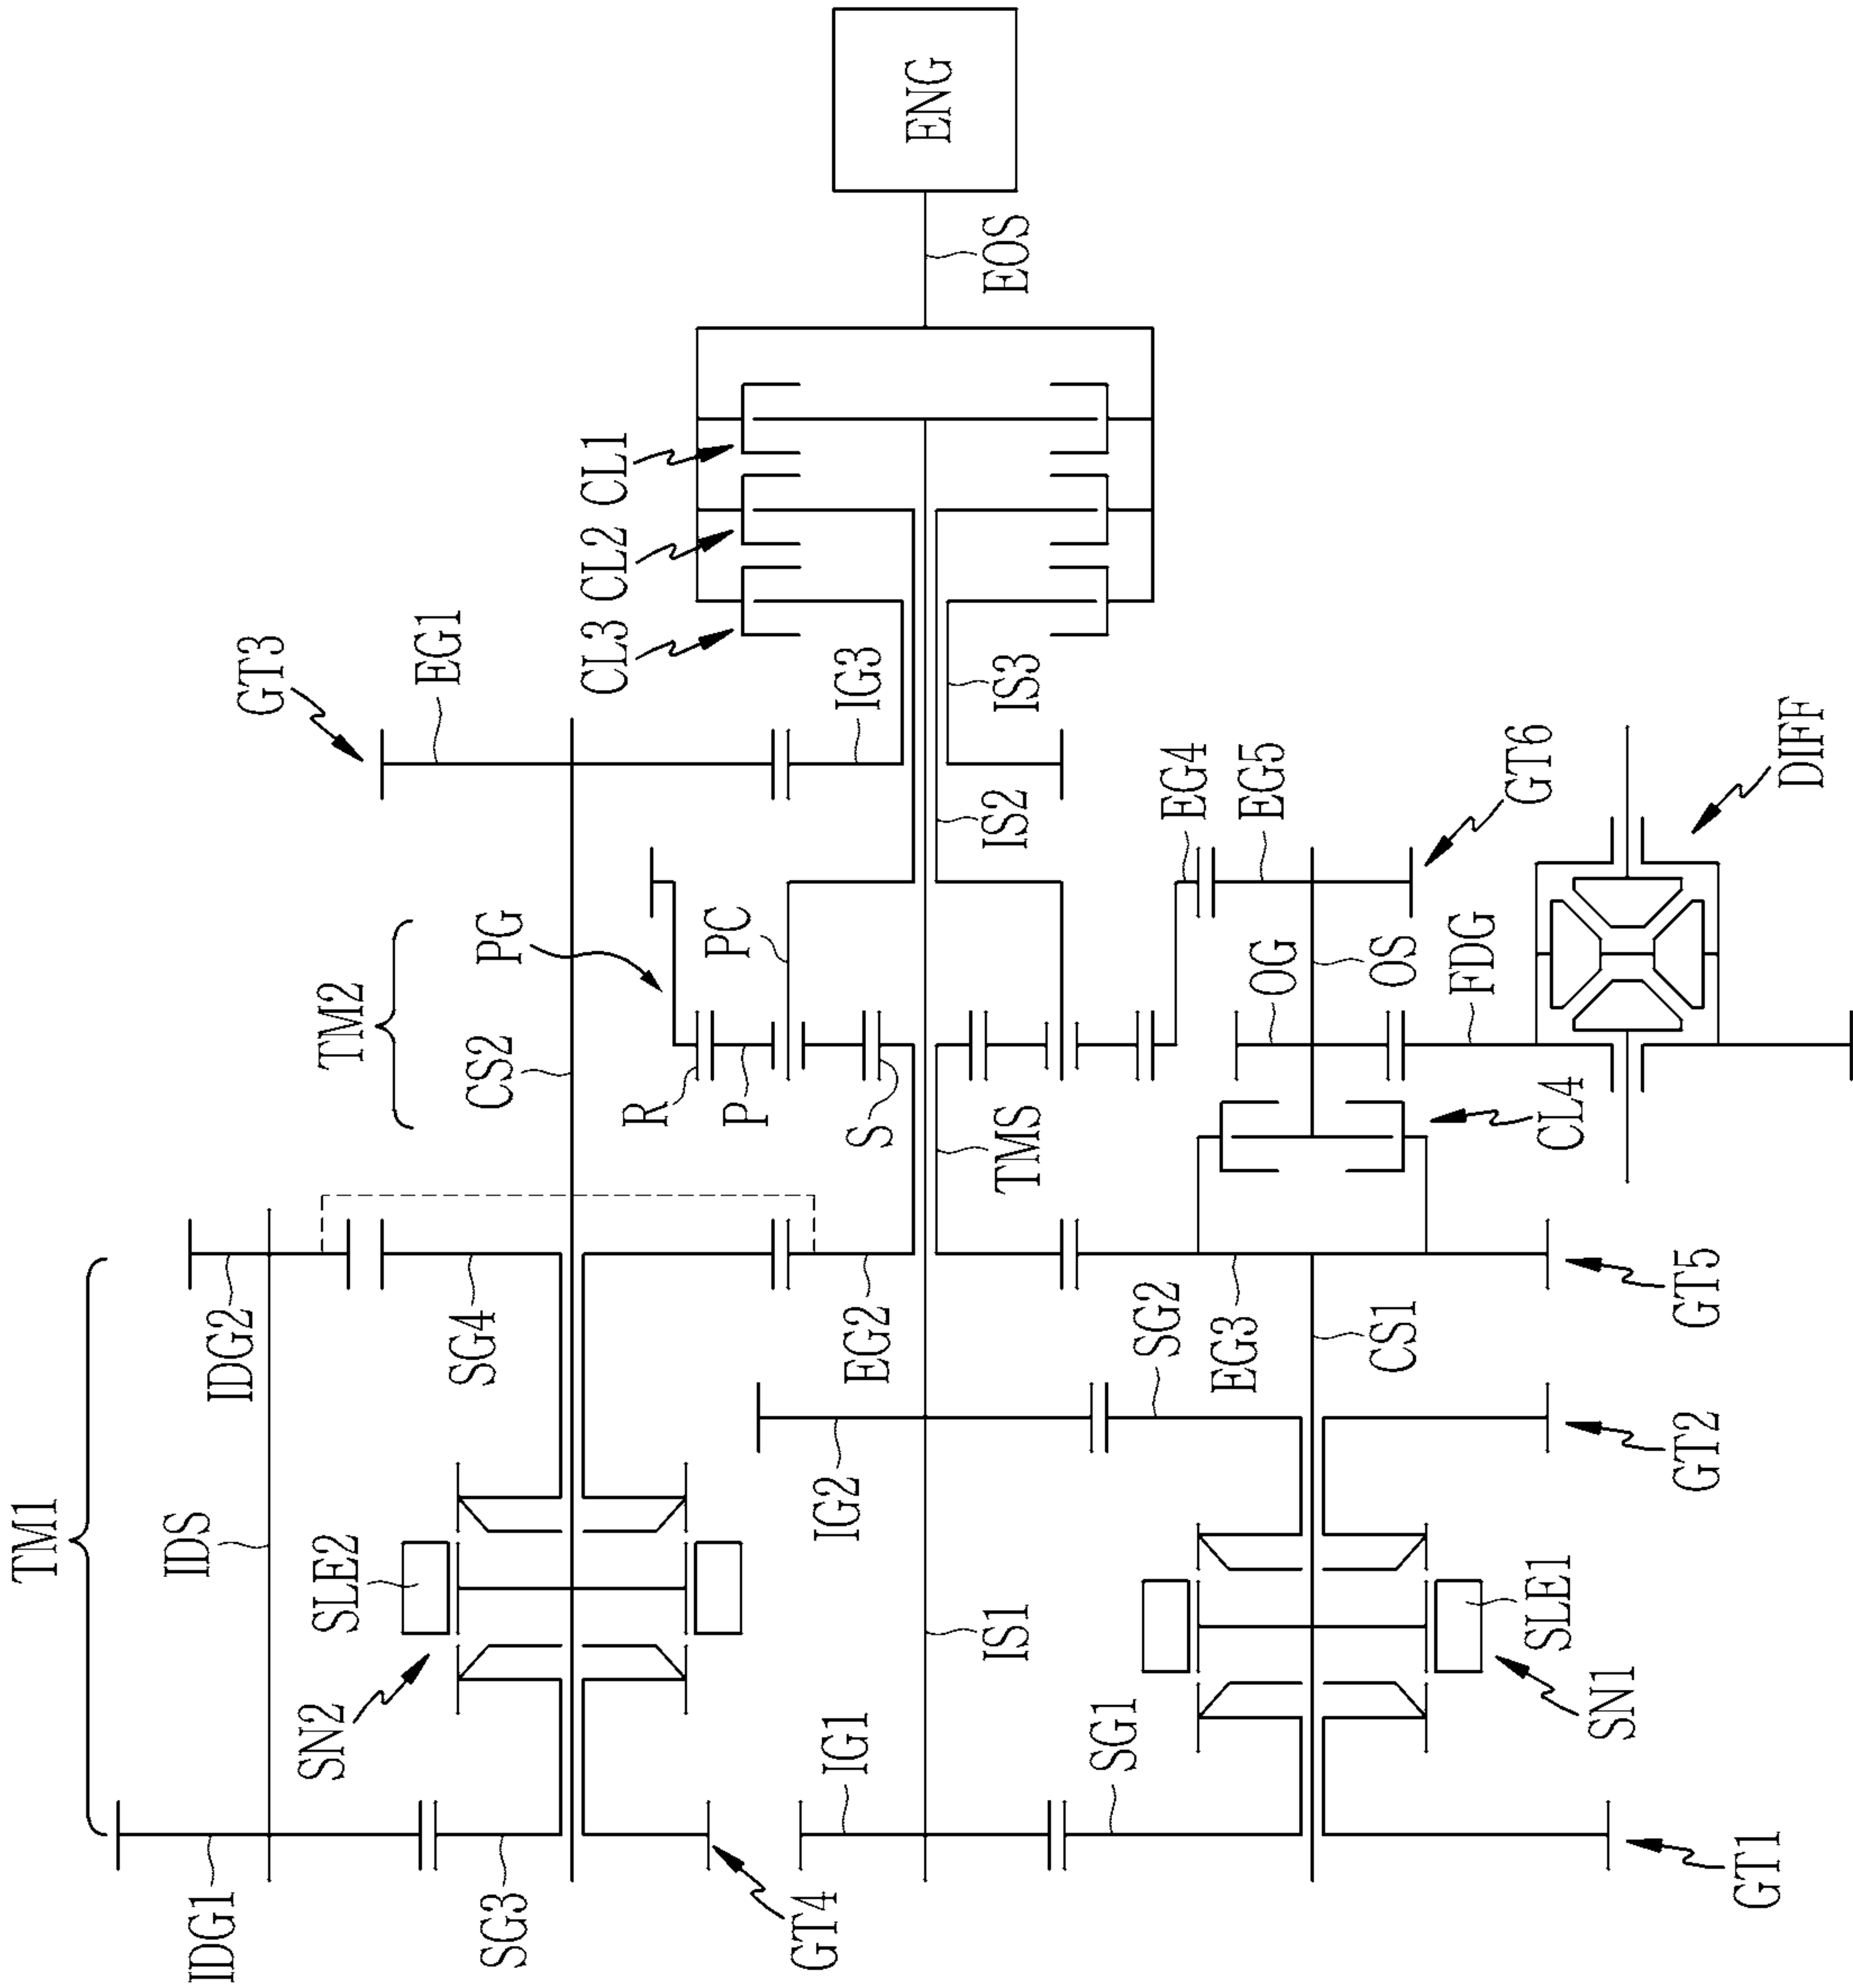 ENG
EOS
CL1
CL2
CL3
GT3
EG1
IG3
IS3
IS2
EG4
EG5
GT6
DIFF
TM2
PG
PC
CS2
R
P
S
TMS
OG
OS
FDG
CL4
TM1
IDG2
SG4
EG2
SG2
EG3
CS1
GT5
IDS
SLE2
IG2
GT2
SN2
IS1
SLE1
SN1
IDG1
SG3
GT4
IG1
SG1
GT1